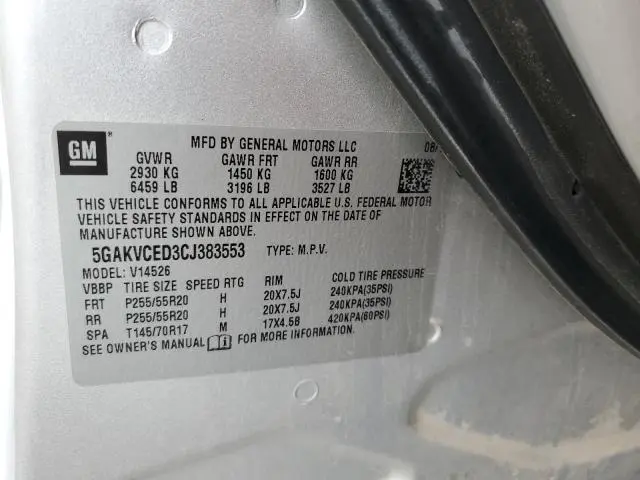 GM
MFD BY GENERAL MOTORS LLC 08/
GVWR GAWR FRT GAWR RR
2930 KG 1450 KG 1600 KG
6459 LB 3196 LB 3527 LB
THIS VEHICLE CONFORMS TO ALL APPLICABLE U.S. FEDERAL MOTOR
VEHICLE SAFETY STANDARDS IN EFFECT ON THE DATE OF
MANUFACTURE SHOWN ABOVE.
5GAKVCED3CJ383553 TYPE: M.P.V.
MODEL: V14526
VBBP TIRE SIZE SPEED RTG RIM COLD TIRE PRESSURE
FRT P255/55R20 H 20X7.5J 240KPA(35PSI)
RR P255/55R20 H 20X7.5J 240KPA(35PSI)
SPA T145/70R17 M 17X4.5B 420KPA(60PSI)
SEE OWNER'S MANUAL FOR MORE INFORMATION.